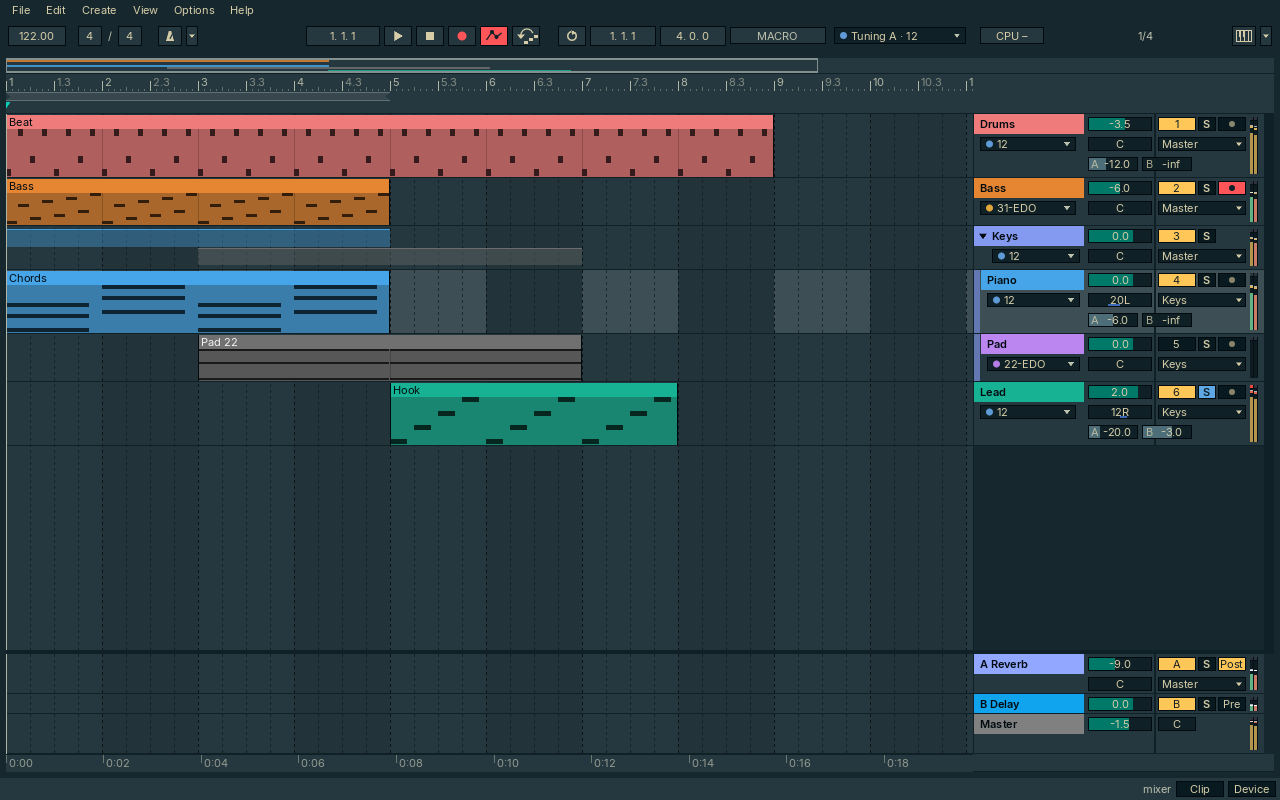 File Edit Create View Options Help
122.00 4 / 4 1. 1. 1 1. 1. 1 4. 0. 0 MACRO Tuning A · 12 CPU – 1/4
1 1.3 2 2.3 3 3.3 4 4.3 5 5.3 6 6.3 7 7.3 8 8.3 9 9.3 10 10.3 1
Beat
Drums -3.5 1 S
12 C Master
A -12.0 B -inf
Bass
Bass -6.0 2 S
31-EDO C Master
Keys 0.0 3 S
12 C Master
Chords
Piano 0.0 4 S
12 20L Keys
A -6.0 B -inf
Pad 22
Pad 0.0 5 S
22-EDO C Keys
Hook
Lead 2.0 6 S
12 12R Keys
A -20.0 B -3.0
A Reverb -9.0 A S Post
C Master
B Delay 0.0 B S Pre
Master -1.5 C
0:00 0:02 0:04 0:06 0:08 0:10 0:12 0:14 0:16 0:18
mixer Clip Device